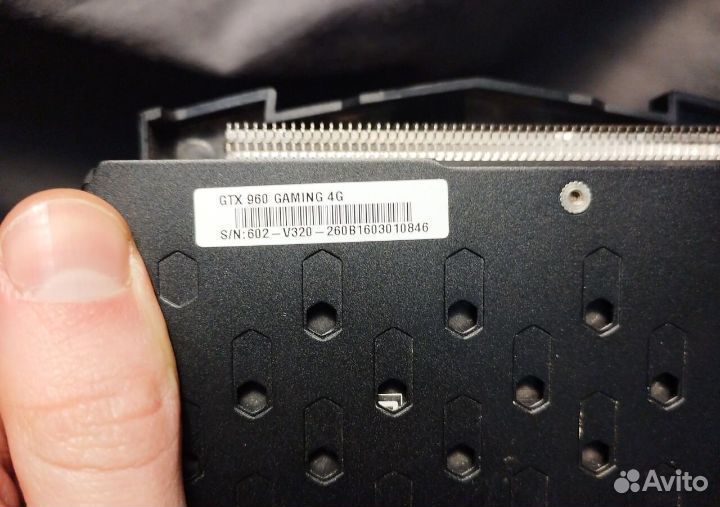 GTX 960 GAMING 4G
S/N:602-V320-260B1603010846
Avito